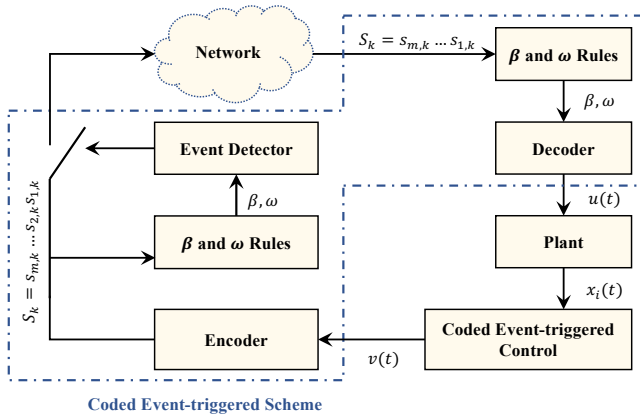 Network
S_k = s_{m,k} … s_{1,k}
β and ω Rules
β, ω
Event Detector
Decoder
β, ω
u(t)
S_k = s_{m,k} … s_{2,k}s_{1,k}
β and ω Rules
Plant
x_i(t)
Encoder
v(t)
Coded Event-triggered
Control
Coded Event-triggered Scheme